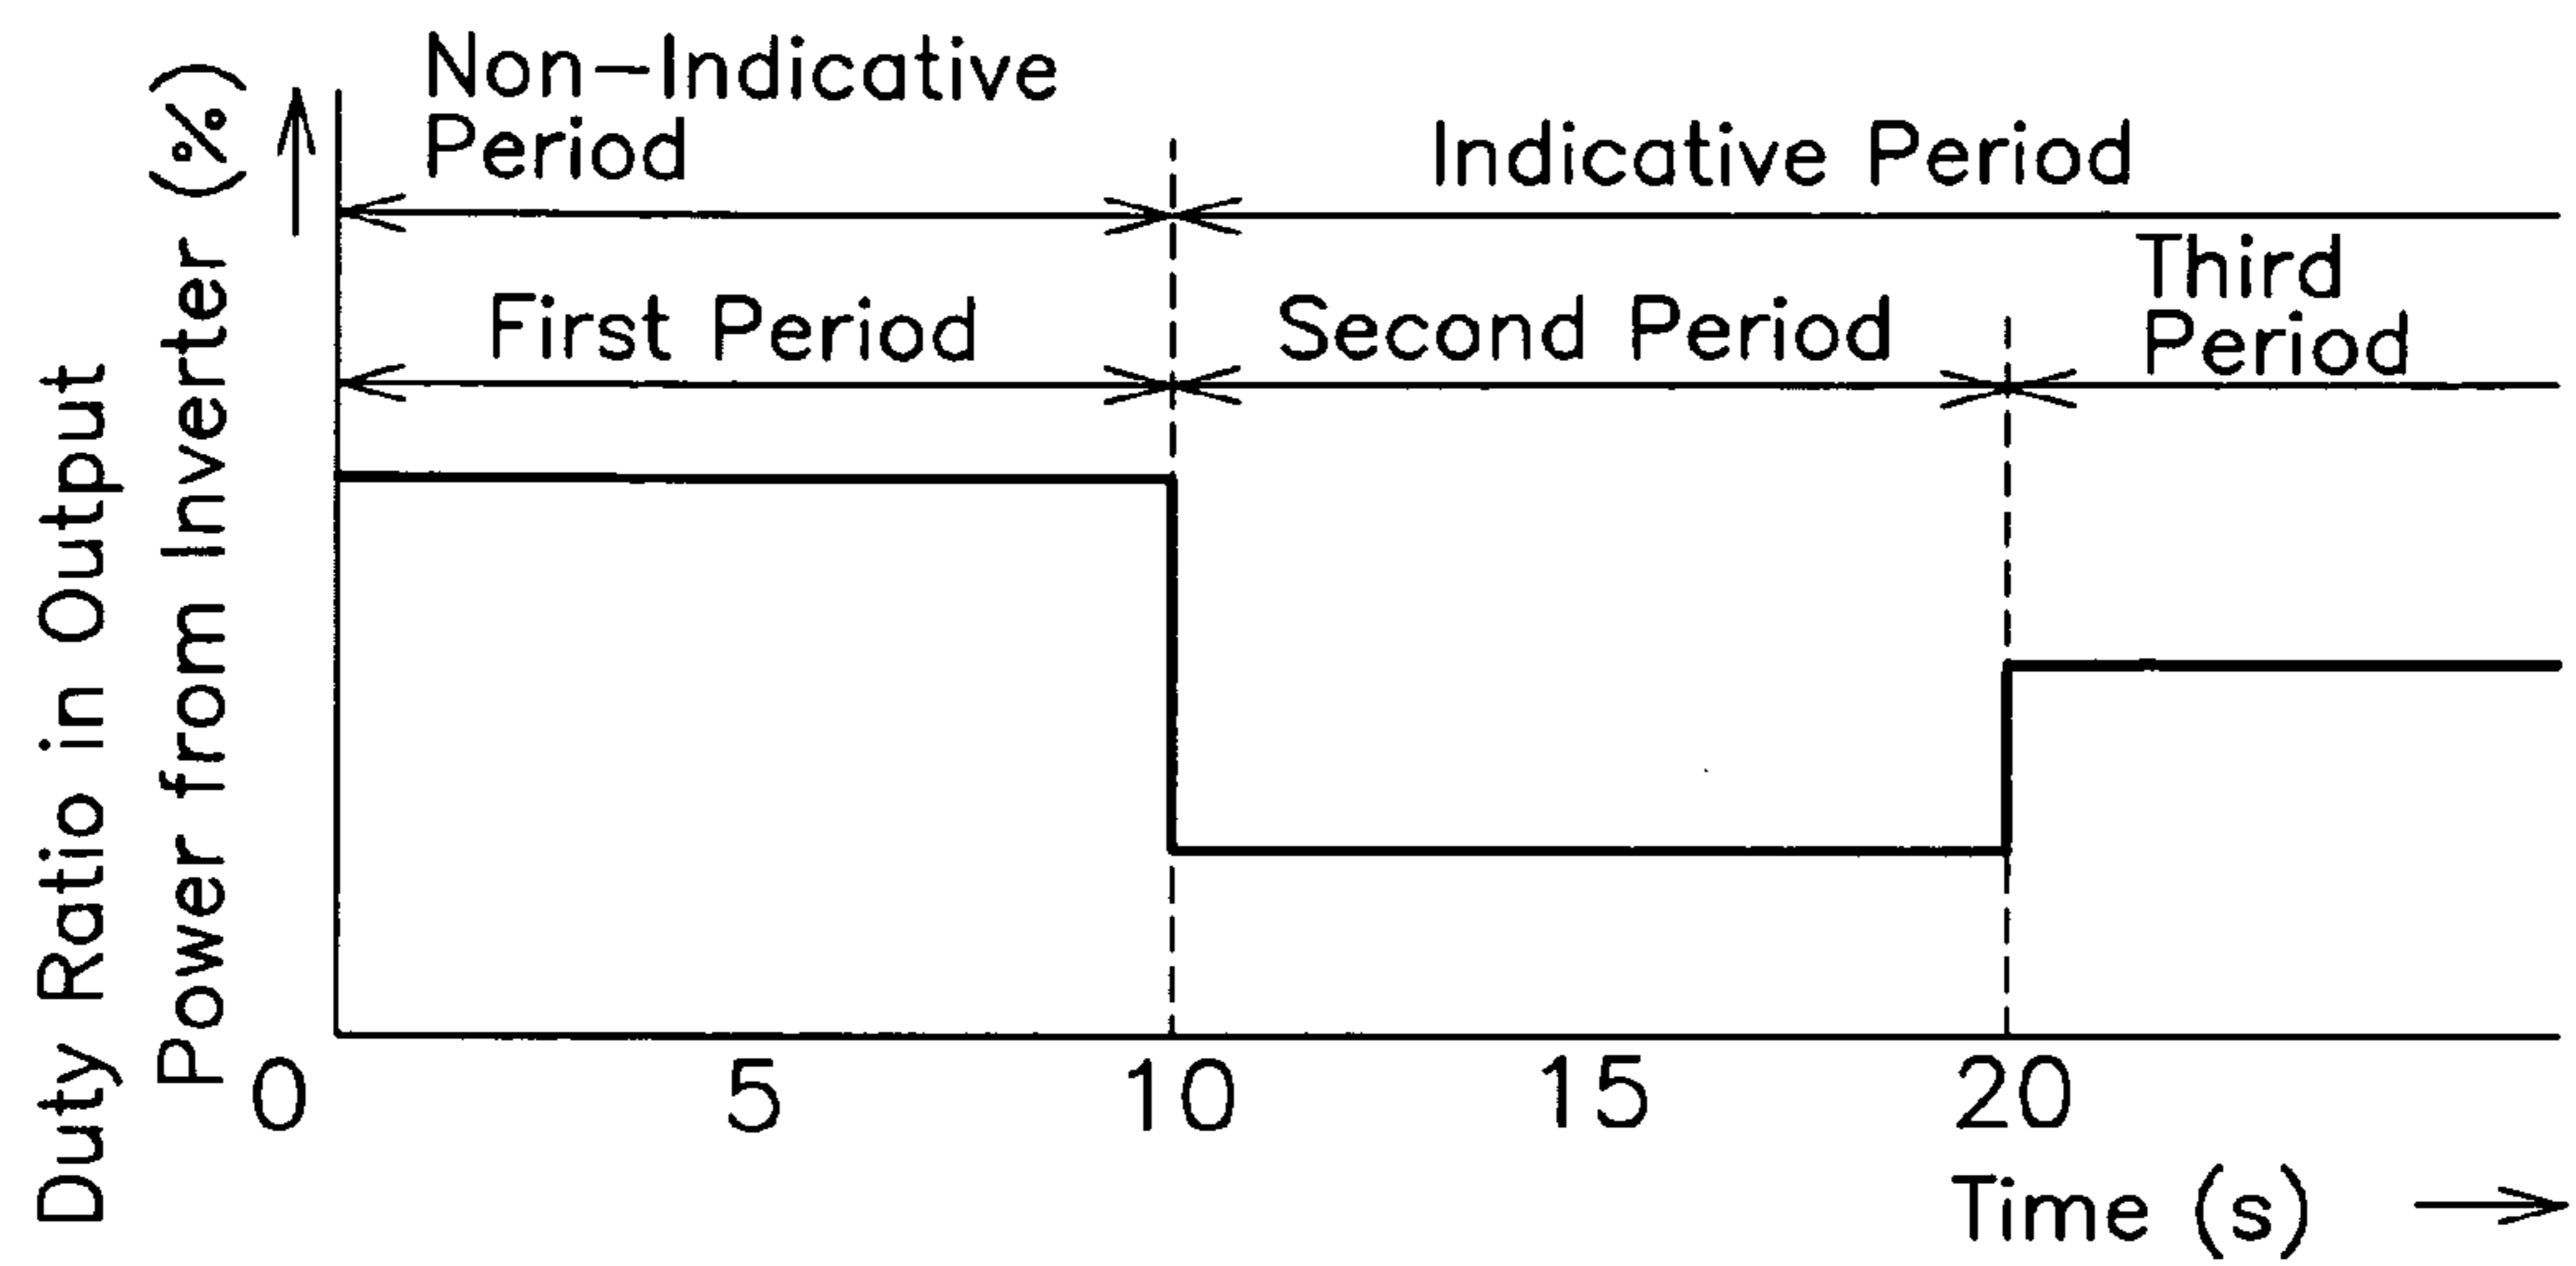 Duty Ratio in Output
Power from Inverter (%)
Non-Indicative
Period
Indicative Period
First Period
Second Period
Third
Period
0 5 10 15 20
Time (s)